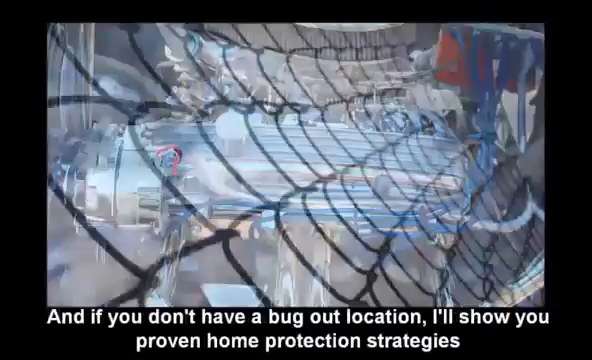 And if you don't have a bug out location, I'll show you
proven home protection strategies